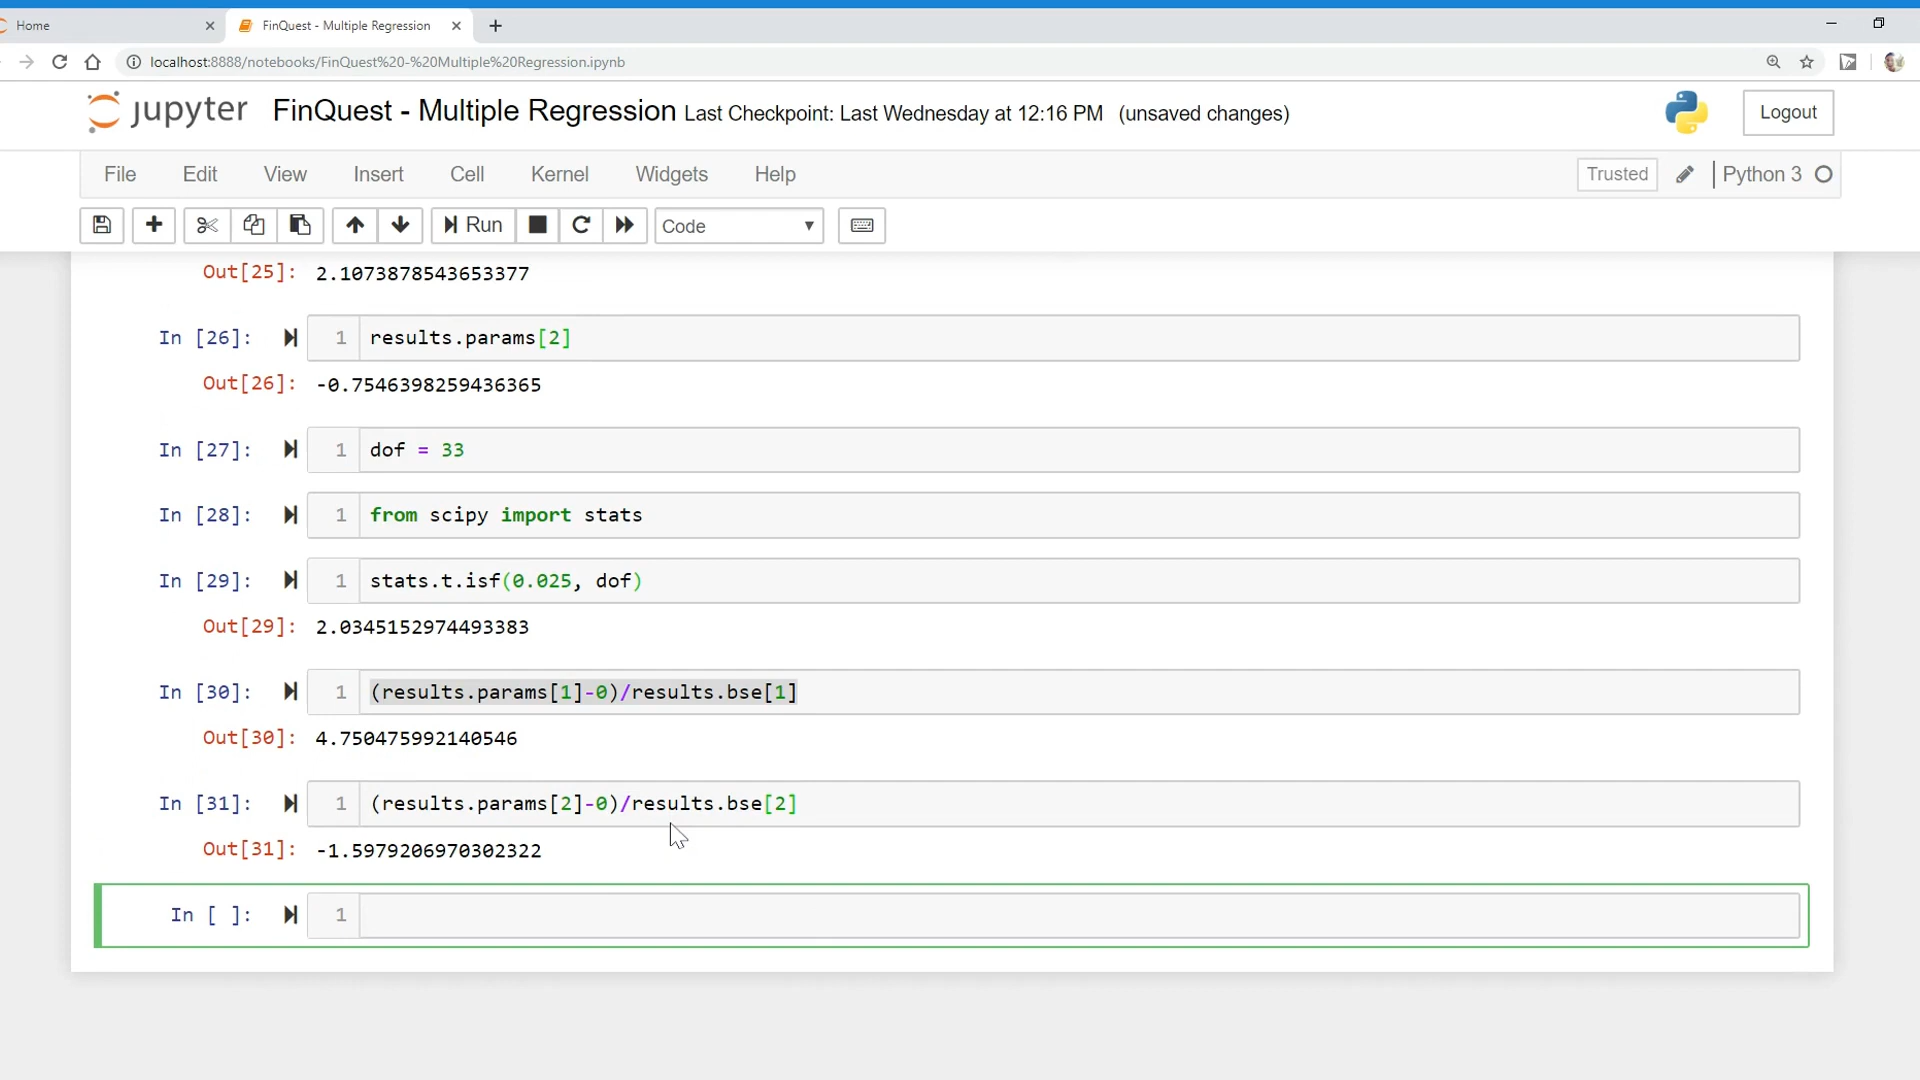 Home
FinQuest - Multiple Regression
localhost:8888/notebooks/FinQuest%20-%20Multiple%20Regression.ipynb
jupyter FinQuest - Multiple Regression Last Checkpoint: Last Wednesday at 12:16 PM (unsaved changes)
Logout
File Edit View Insert Cell Kernel Widgets Help
Trusted Python 3
Run Code
Out[25]: 2.1073878543653377
In [26]: 1 results.params[2]
Out[26]: -0.7546398259436365
In [27]: 1 dof = 33
In [28]: 1 from scipy import stats
In [29]: 1 stats.t.isf(0.025, dof)
Out[29]: 2.0345152974493383
In [30]: 1 (results.params[1]-0)/results.bse[1]
Out[30]: 4.750475992140546
In [31]: 1 (results.params[2]-0)/results.bse[2]
Out[31]: -1.5979206970302322
In [ ]: 1